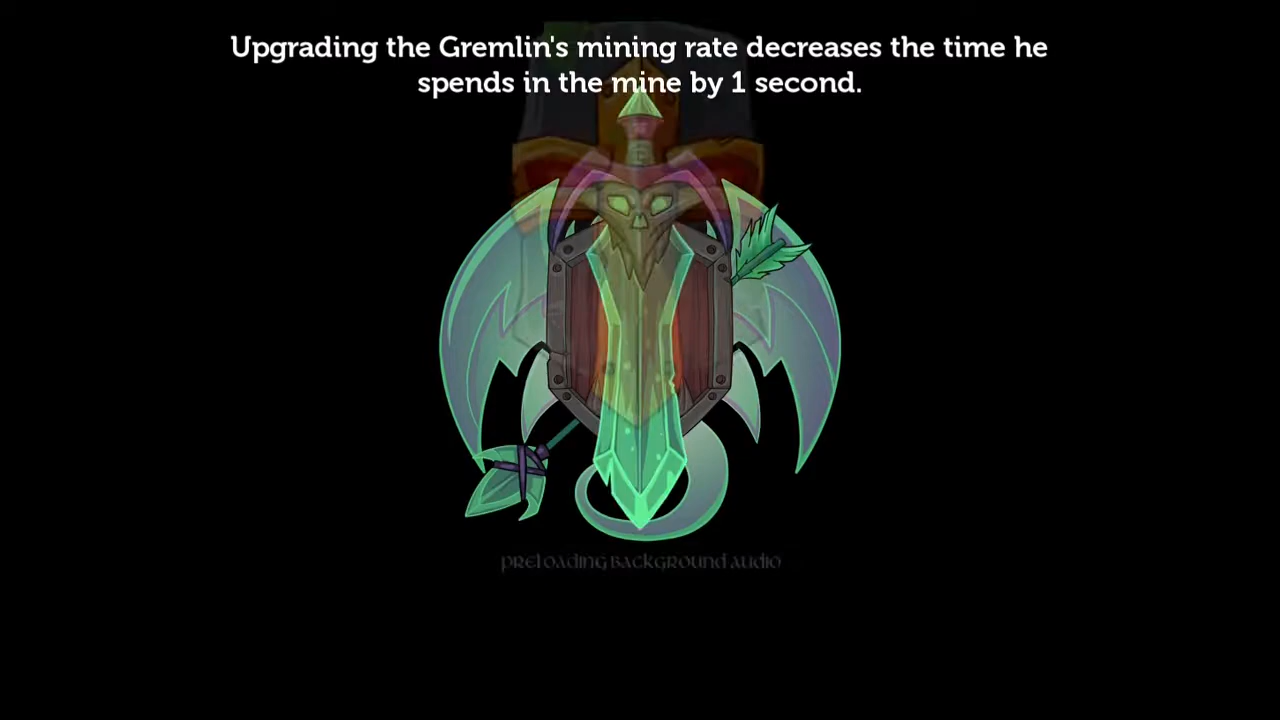 Upgrading the Gremlin's mining rate decreases the time he
spends in the mine by 1 second.
PRELOADING BACKGROUND AUDIO